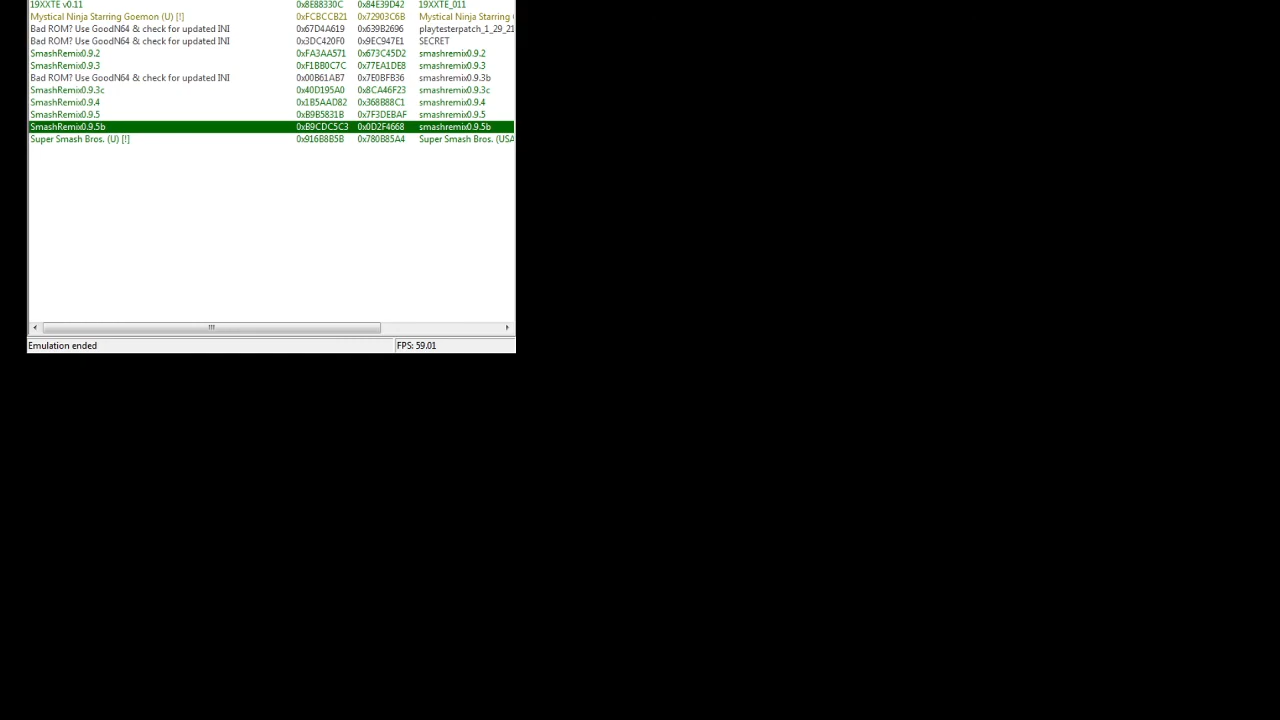 19XXTE v0.11 0x8E88330C 0x84E39D42 19XXTE_011
Mystical Ninja Starring Goemon (U) [!] 0xFCBCCB21 0x72903C6B Mystical Ninja Starring (
Bad ROM? Use GoodN64 & check for updated INI 0x67D4A619 0x639B2696 playtesterpatch_1_29_21
Bad ROM? Use GoodN64 & check for updated INI 0x3DC420F0 0x9EC947E1 SECRET
SmashRemix0.9.2 0xFA3AA571 0x673C45D2 smashremix0.9.2
SmashRemix0.9.3 0xF1BB0C7C 0x77EA1DE8 smashremix0.9.3
Bad ROM? Use GoodN64 & check for updated INI 0x00B61AB7 0x7E0BFB36 smashremix0.9.3b
SmashRemix0.9.3c 0x40D195A0 0x8CA46F23 smashremix0.9.3c
SmashRemix0.9.4 0x1B5AAD82 0x368B88C1 smashremix0.9.4
SmashRemix0.9.5 0xB9B5831B 0x7F3DEBAF smashremix0.9.5
SmashRemix0.9.5b 0xB9CDC5C3 0x0D2F4668 smashremix0.9.5b
Super Smash Bros. (U) [!] 0x916B8B5B 0x780B85A4 Super Smash Bros. (USA
Emulation ended FPS: 59.01